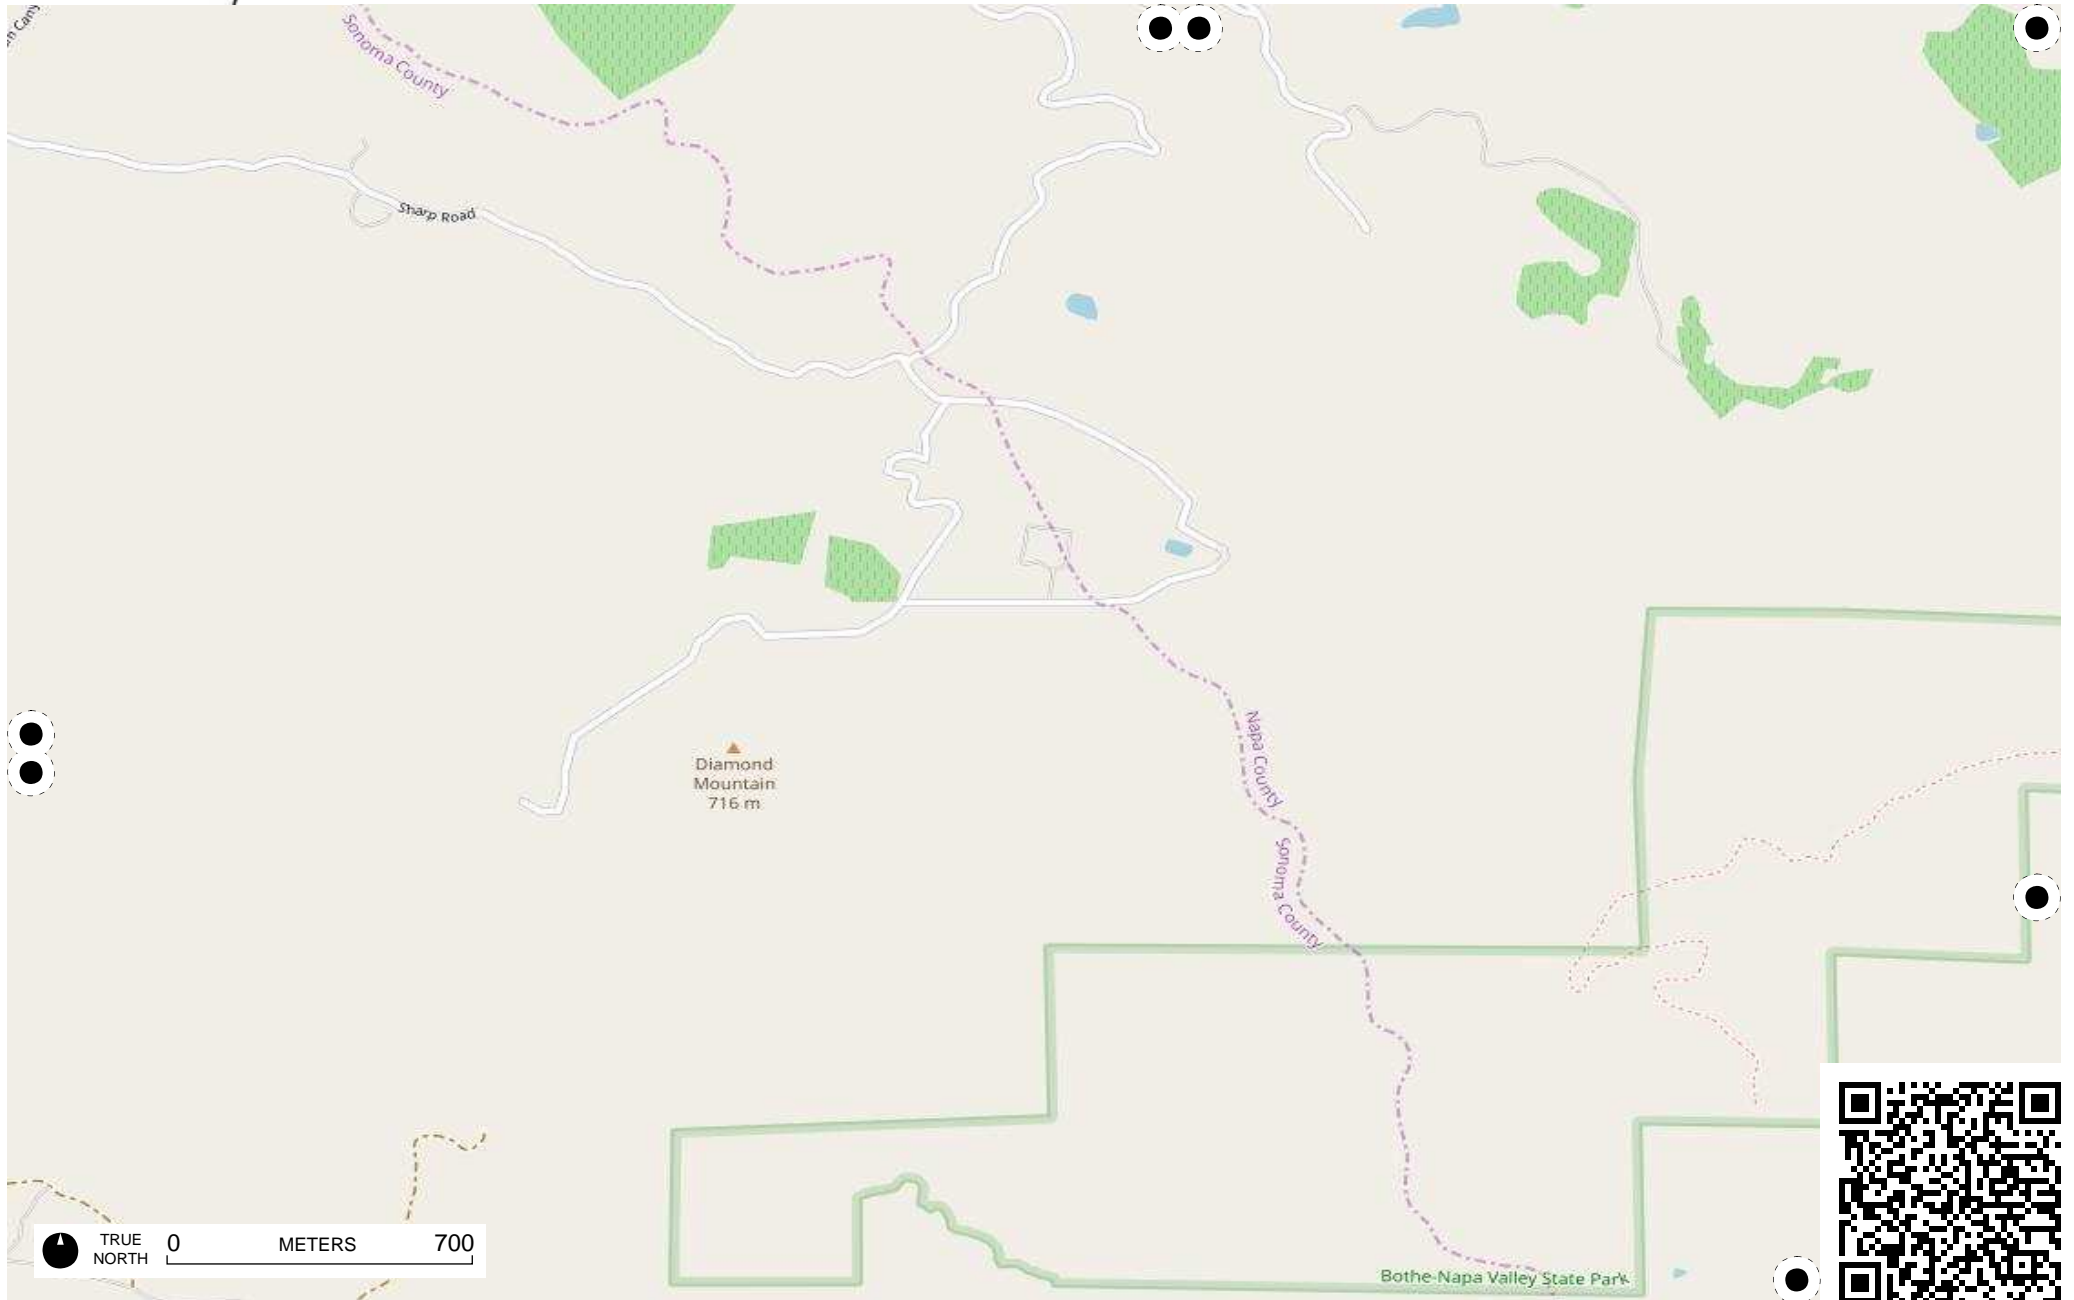 Sonoma County
Sharp Road
Napa County
Diamond
Mountain
716 m
Sonoma County
TRUE
NORTH
0
METERS
700
Bothe-Napa Valley State Park